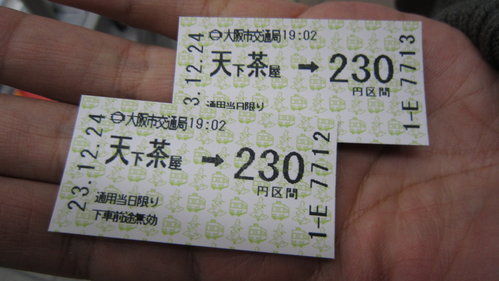 大阪市交通局19:02
3.12.24
天下茶屋 → 230
円区間
通用当日限り
1-E 7713
大阪市交通局19:02
23.12.24
天下茶屋 → 230
円区間
通用当日限り
下車前途無効
1-E 7712